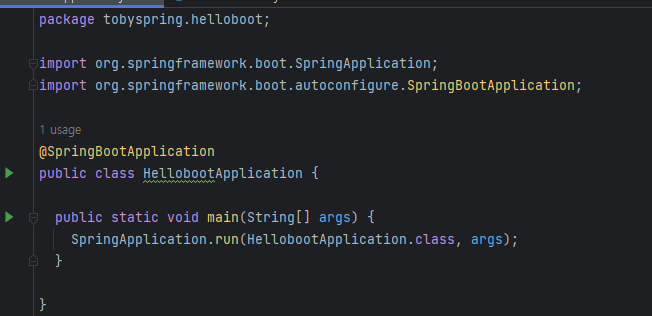 package tobyspring.helloboot;
import org.springframework.boot.SpringApplication;
import org.springframework.boot.autoconfigure.SpringBootApplication;
1 usage
@SpringBootApplication
public class HellobootApplication {
public static void main(String[] args) {
SpringApplication.run(HellobootApplication.class, args);
}
}